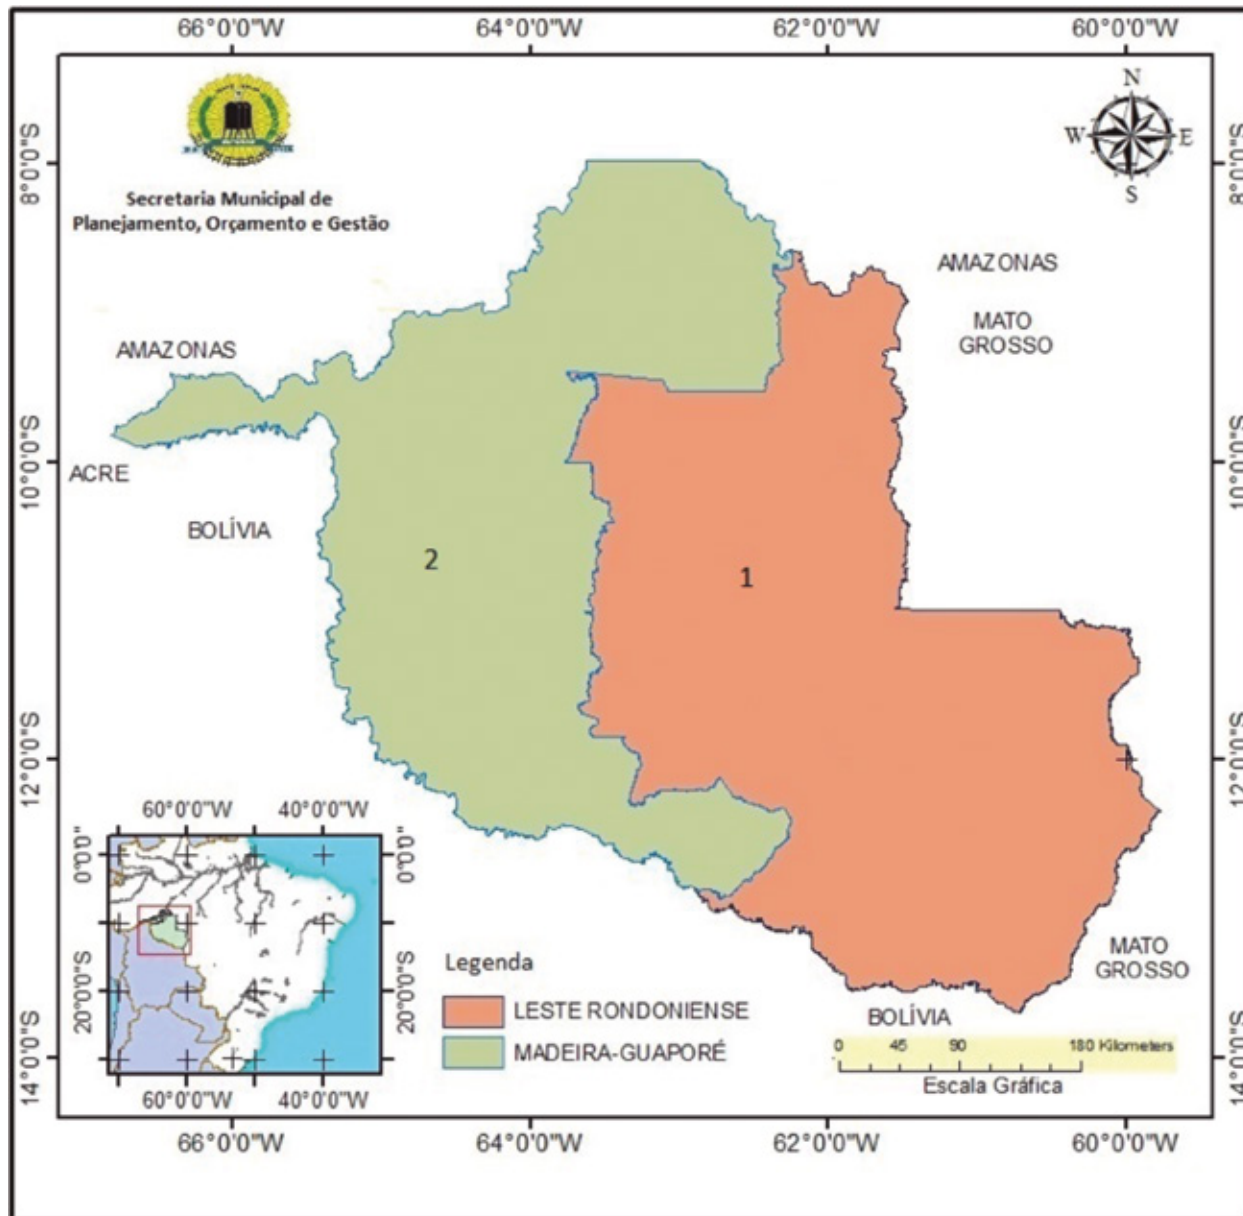 66°0'0"W 64°0'0"W 62°0'0"W 60°0'0"W
N
W E
S
8°0'0"S 8°0'0"S
Secretaria Municipal de
Planejamento, Orçamento e Gestão
AMAZONAS
MATO
GROSSO
AMAZONAS
10°0'0"S 10°0'0"S
ACRE
BOLÍVIA
2
1
12°0'0"S 12°0'0"S
60°0'0"W 40°0'0"W
0°0'0" 0°0'0"
20°0'0"S 20°0'0"S
60°0'0"W 40°0'0"W
MATO
GROSSO
Legenda
LESTE RONDONIENSE
MADEIRA-GUAPORÉ
BOLÍVIA
0 45 90 180 Kilometers
Escala Gráfica
14°0'0"S 14°0'0"S
66°0'0"W 64°0'0"W 62°0'0"W 60°0'0"W